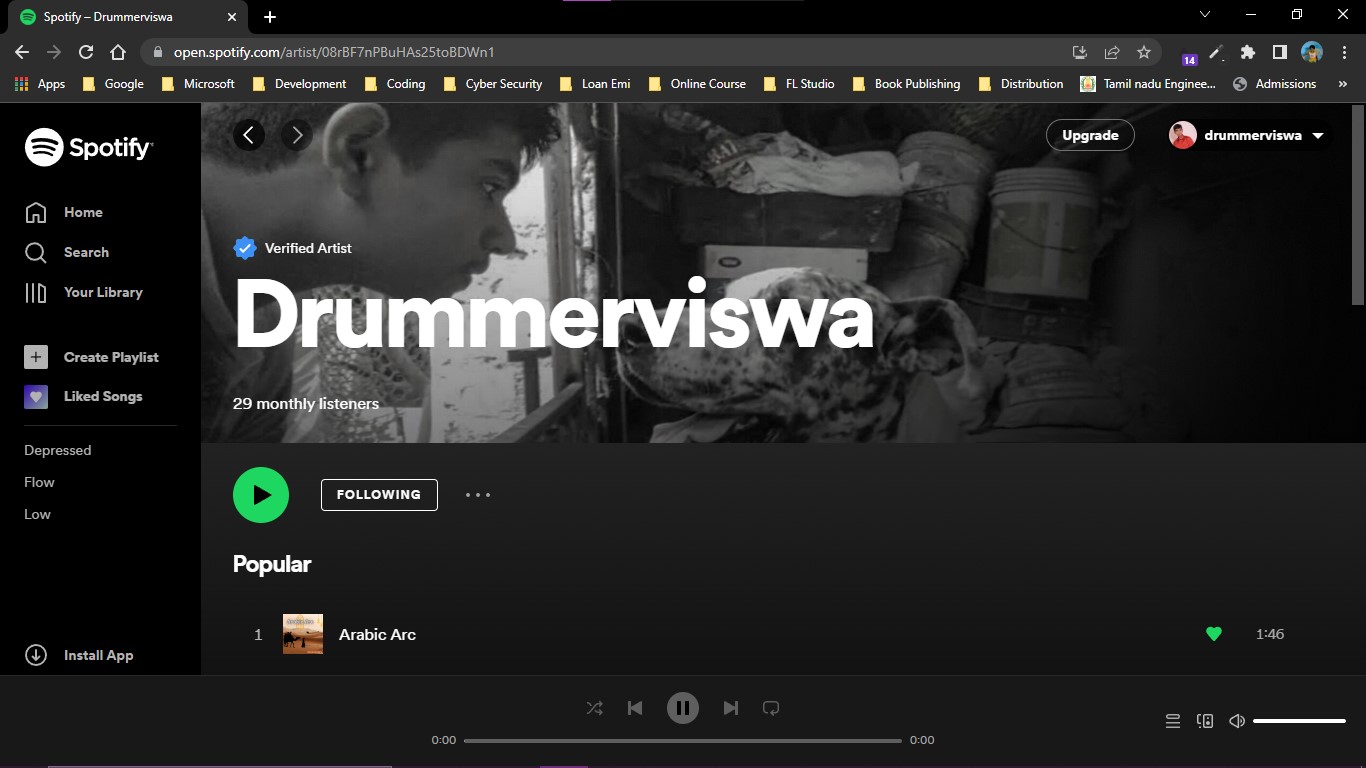 Spotify – Drummerviswa
open.spotify.com/artist/08rBF7nPBuHAs25toBDWn1
14
Apps Google Microsoft Development Coding Cyber Security Loan Emi Online Course FL Studio Book Publishing Distribution Tamil nadu Enginee... Admissions »
Spotify
Upgrade
drummerviswa
Home
Search
Your Library
Create Playlist
Liked Songs
Depressed
Flow
Low
Install App
Verified Artist
Drummerviswa
29 monthly listeners
FOLLOWING
Popular
1 Arabic Arc 1:46
0:00 0:00